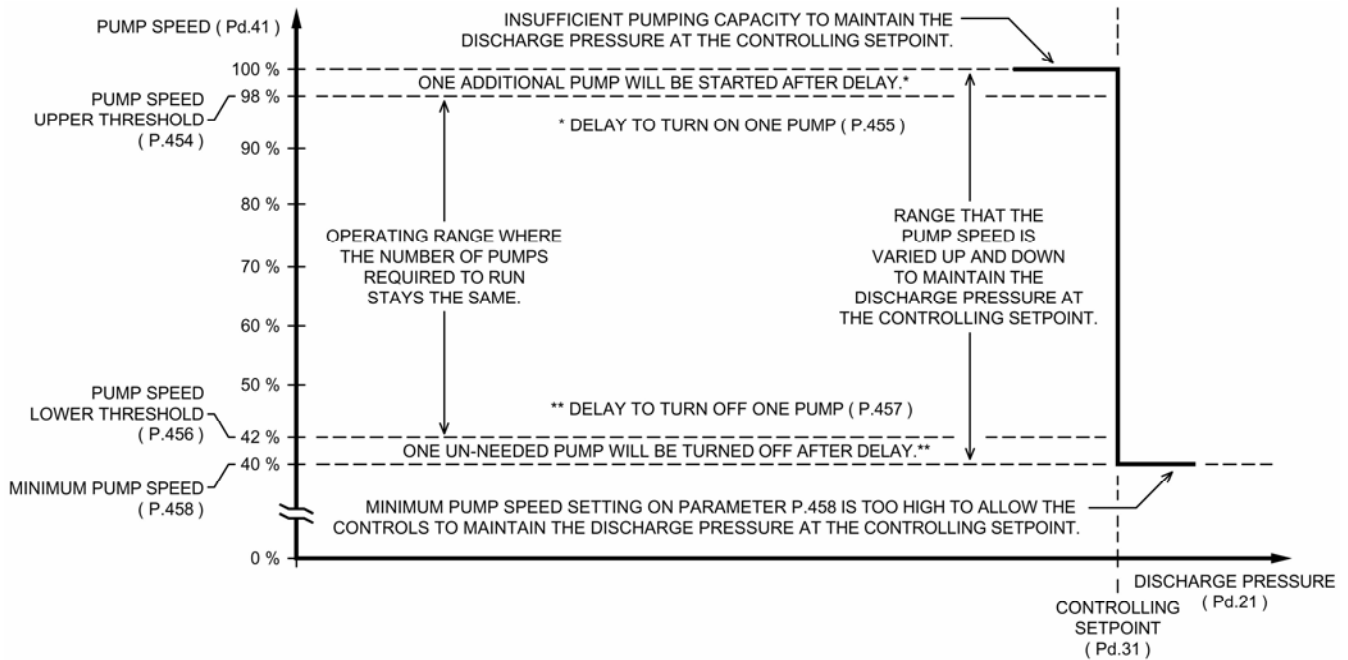 PUMP SPEED ( Pd.41 )
INSUFFICIENT PUMPING CAPACITY TO MAINTAIN THE
DISCHARGE PRESSURE AT THE CONTROLLING SETPOINT.
100 %
ONE ADDITIONAL PUMP WILL BE STARTED AFTER DELAY.*
PUMP SPEED
UPPER THRESHOLD
( P.454 )
98 %
* DELAY TO TURN ON ONE PUMP ( P.455 )
90 %
80 %
OPERATING RANGE WHERE
THE NUMBER OF PUMPS
REQUIRED TO RUN
STAYS THE SAME.
RANGE THAT THE
PUMP SPEED IS
VARIED UP AND DOWN
TO MAINTAIN THE
DISCHARGE PRESSURE AT
THE CONTROLLING SETPOINT.
70 %
60 %
50 %
PUMP SPEED
LOWER THRESHOLD
( P.456 )
** DELAY TO TURN OFF ONE PUMP ( P.457 )
42 %
ONE UN-NEEDED PUMP WILL BE TURNED OFF AFTER DELAY.**
40 %
MINIMUM PUMP SPEED
( P.458 )
MINIMUM PUMP SPEED SETTING ON PARAMETER P.458 IS TOO HIGH TO ALLOW THE
CONTROLS TO MAINTAIN THE DISCHARGE PRESSURE AT THE CONTROLLING SETPOINT.
0 %
DISCHARGE PRESSURE
( Pd.21 )
CONTROLLING
SETPOINT
( Pd.31 )